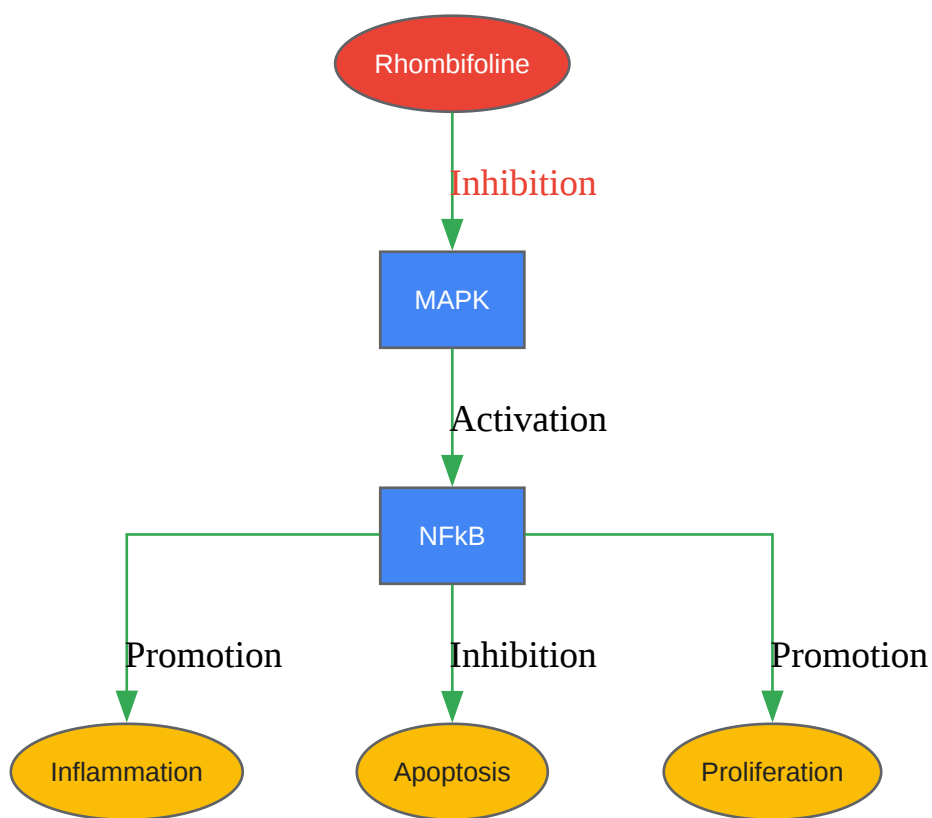 Rhombifoline
Inhibition
MAPK
Activation
NFkB
Promotion
Inhibition
Promotion
Inflammation
Apoptosis
Proliferation